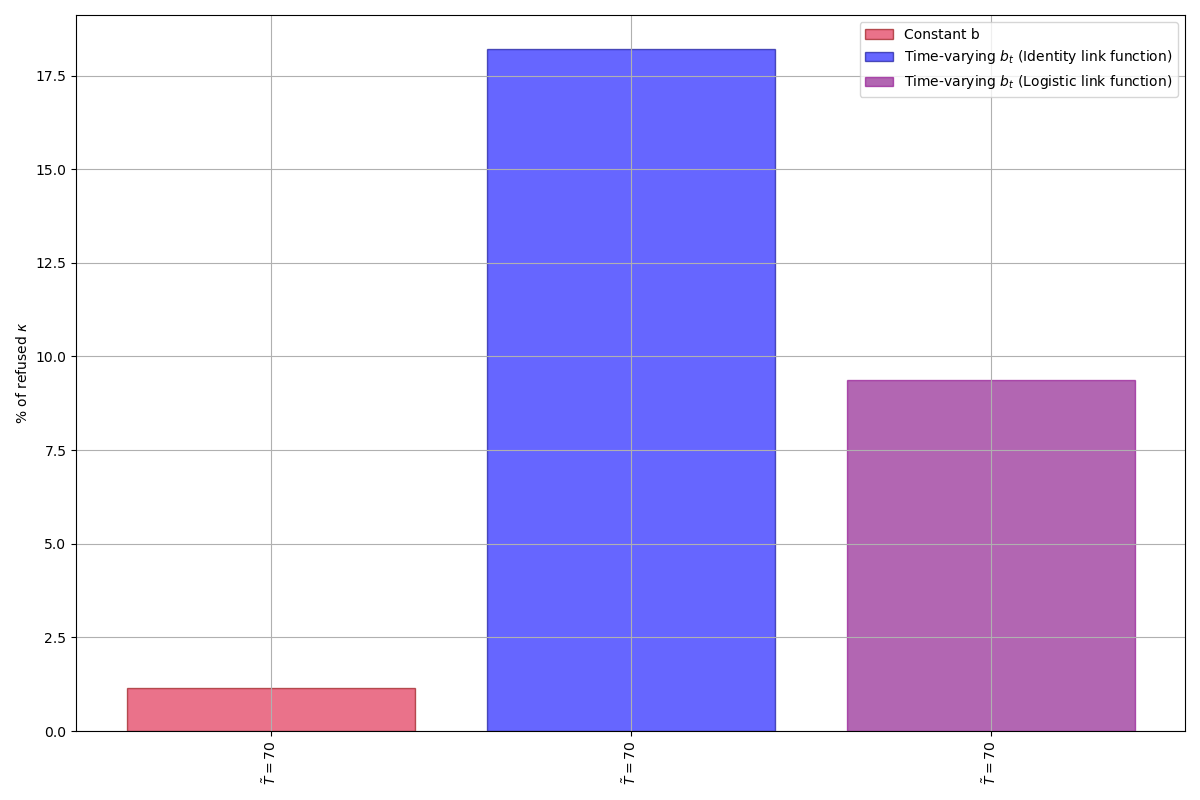 Constant b
Time-varying $b_t$ (Identity link function)
Time-varying $b_t$ (Logistic link function)
% of refused κ
17.5
15.0
12.5
10.0
7.5
5.0
2.5
0.0
$\tilde{T} = 70$
$\tilde{T} = 70$
$\tilde{T} = 70$